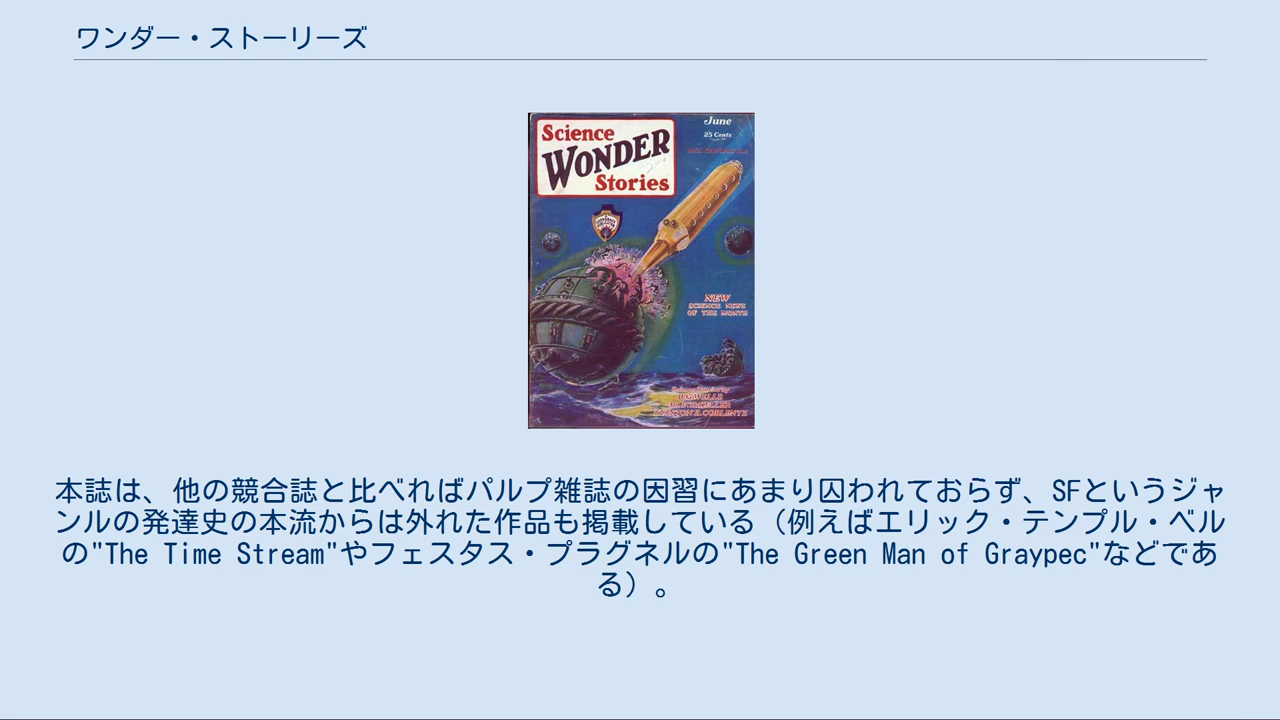 ワンダー・ストーリーズ
June
25 Cents
Science
WONDER
Stories
NEW
SCIENCE NEWS
OF THE MONTH
Science Stories by
H.G. WELLS
STANTON A. COBLENTZ
本誌は、他の競合誌と比べればパルプ雑誌の因習にあまり囚われておらず、SFというジャ
ンルの発達史の本流からは外れた作品も掲載している（例えばエリック・テンプル・ベル
の"The Time Stream"やフェスタス・プラグネルの"The Green Man of Graypec"などであ
る）。